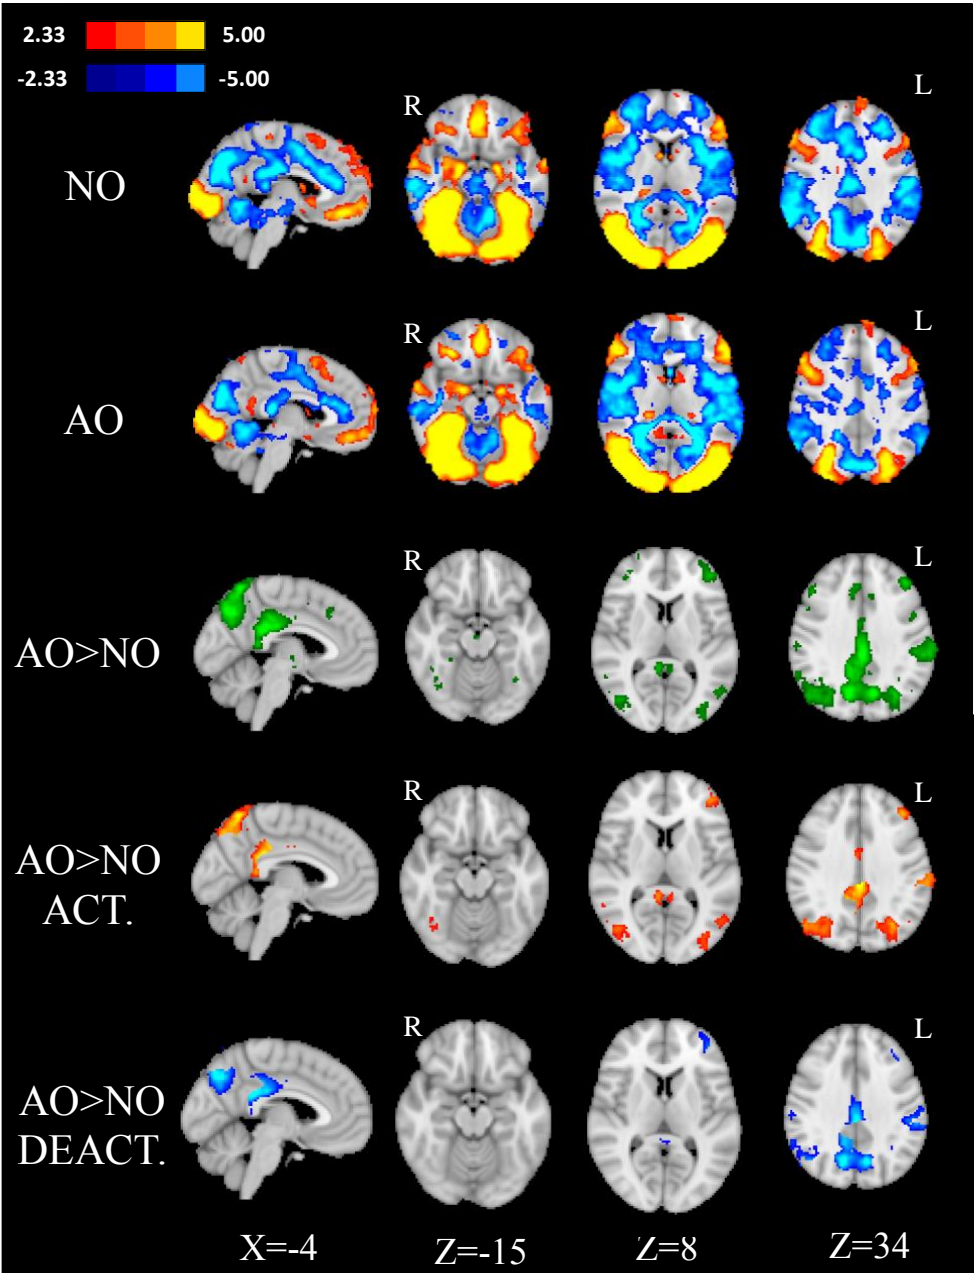 2.33 5.00
-2.33 -5.00
R L
NO
R L
AO
R L
AO>NO
R L
AO>NO
ACT.
R L
AO>NO
DEACT.
X=-4 Z=-15 Z=8 Z=34